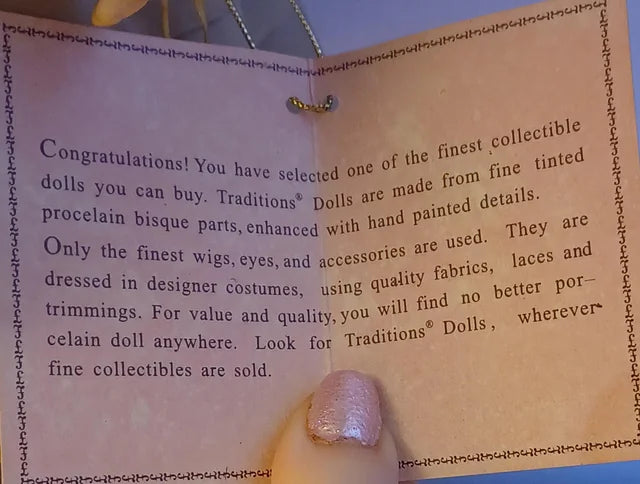 Congratulations! You have selected one of the finest collectible
dolls you can buy. Traditions® Dolls are made from fine tinted
procelain bisque parts, enhanced with hand painted details.
Only the finest wigs, eyes, and accessories are used. They are
dressed in designer costumes, using quality fabrics, laces and
trimmings. For value and quality, you will find no better por-
celain doll anywhere. Look for Traditions® Dolls, wherever
fine collectibles are sold.